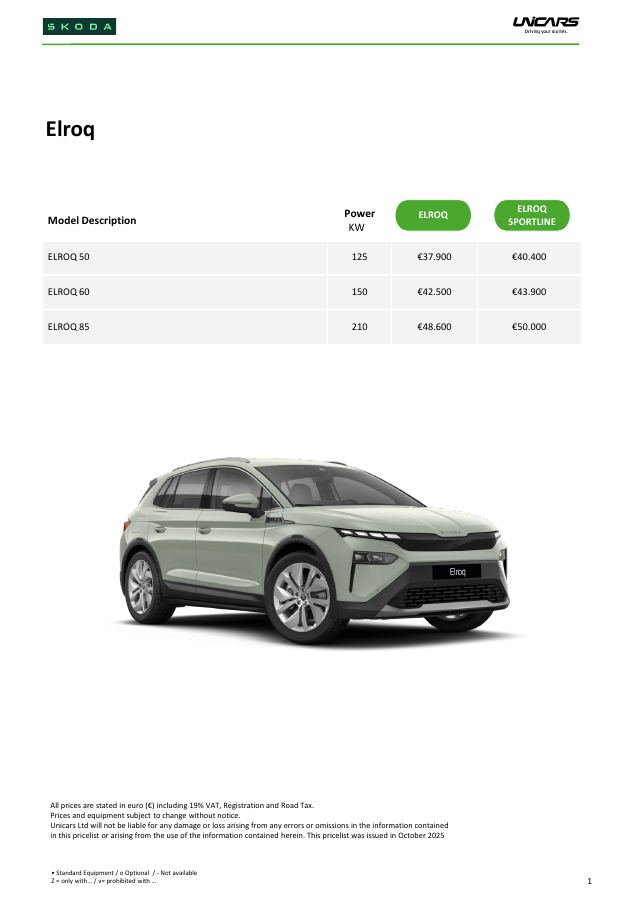 ŠKODA
UNICARS
Driving your stories.
Elroq
Model Description
Power
KW
ELROQ
ELROQ
SPORTLINE
ELROQ 50 125 €37.900 €40.400
ELROQ 60 150 €42.500 €43.900
ELROQ 85 210 €48.600 €50.000
Elroq
All prices are stated in euro (€) including 19% VAT, Registration and Road Tax.
Prices and equipment subject to change without notice.
Unicars Ltd will not be liable for any damage or loss arising from any errors or omissions in the information contained
in this pricelist or arising from the use of the information contained herein. This pricelist was issued in October 2025
• Standard Equipment / o Optional / - Not available
Z = only with... / v= prohibited with ...
1